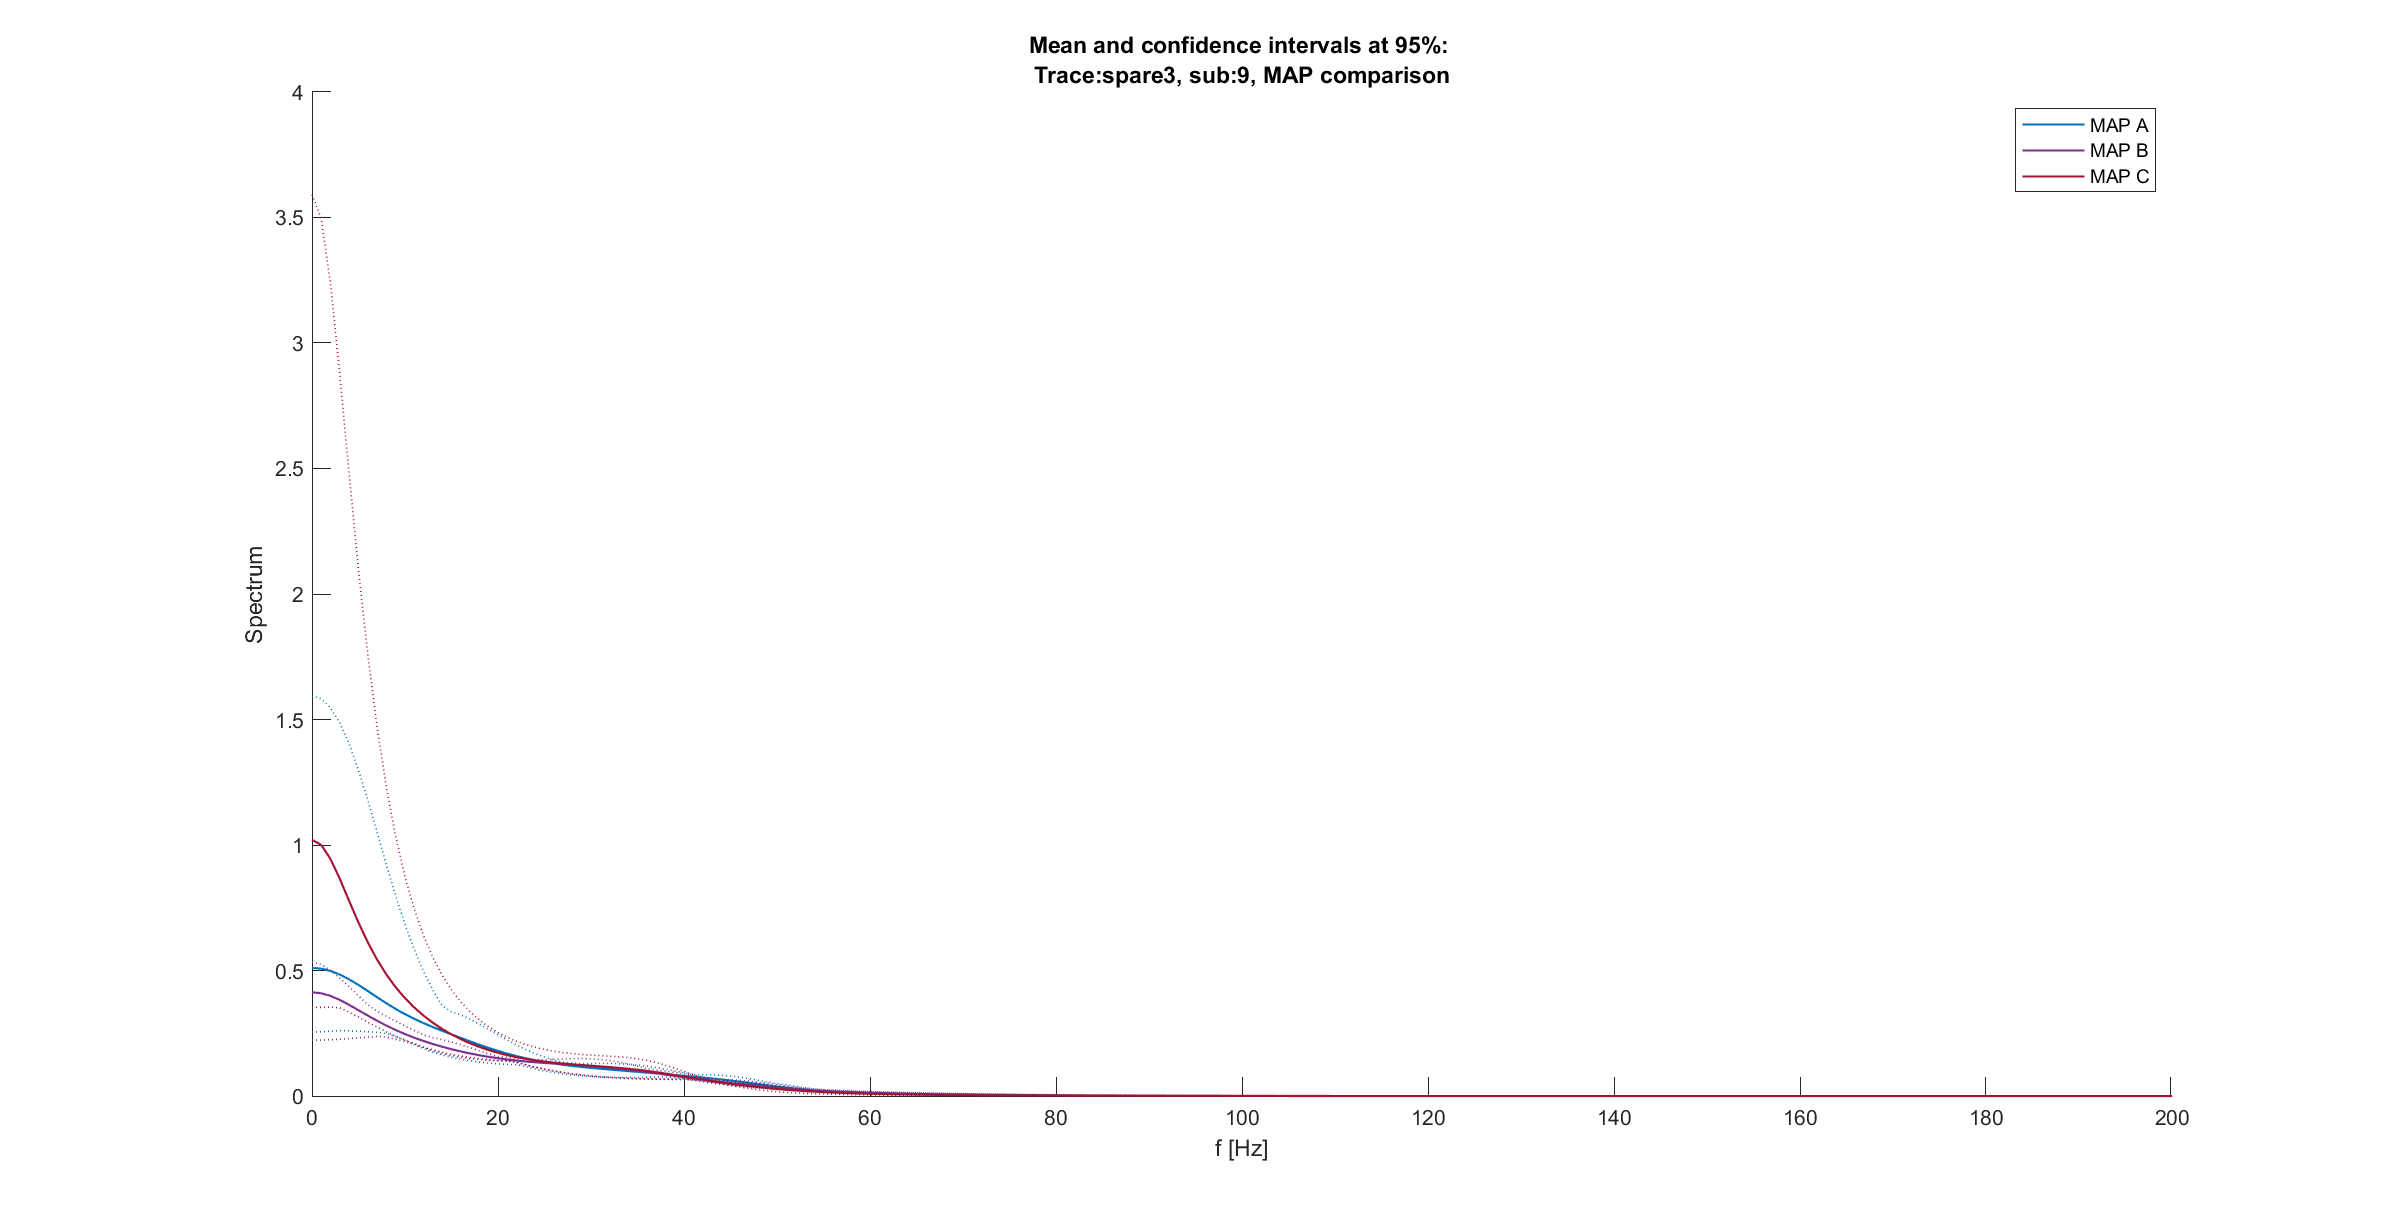 Mean and confidence intervals at 95%:
Trace:spare3, sub:9, MAP comparison
MAP A
MAP B
MAP C
4
3.5
3
2.5
2
1.5
1
0.5
0
Spectrum
0 20 40 60 80 100 120 140 160 180 200
f [Hz]